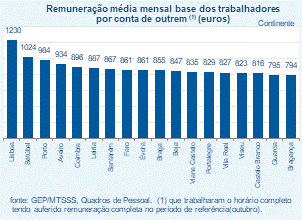 Remuneração média mensal base dos trabalhadores
por conta de outrem (1) (euros)
Continente
1230
1024
984
934
896
887
867
861
861
855
847
835
829
827
823
816
795
794
Lisboa
Setúbal
Porto
Aveiro
Coimbra
Leiria
Santarém
Faro
Évora
Braga
Beja
Viana Castelo
Portalegre
Vila Real
Viseu
Castelo Branco
Guarda
Bragança
fonte: GEP/MTSSS, Quadros de Pessoal. (1) que trabalharam o horário completo
tendo auferido remuneração completa no período de referência(outubro).